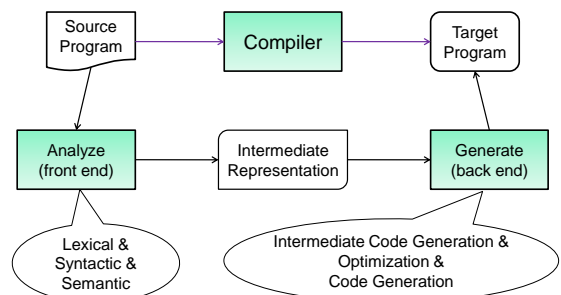 Source
Program
Compiler
Target
Program
Analyze
(front end)
Intermediate
Representation
Generate
(back end)
Lexical &
Syntactic &
Semantic
Intermediate Code Generation &
Optimization &
Code Generation